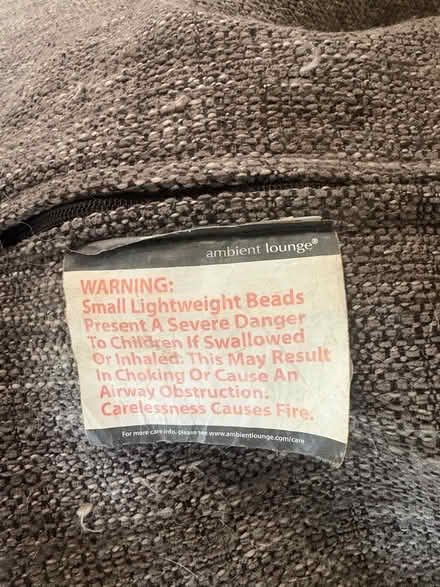 ambient lounge®
WARNING:
Small Lightweight Beads
Present A Severe Danger
To Children If Swallowed
Or Inhaled. This May Result
In Choking Or Cause An
Airway Obstruction.
Carelessness Causes Fire.
For more care info, please see www.ambientlounge.com/care